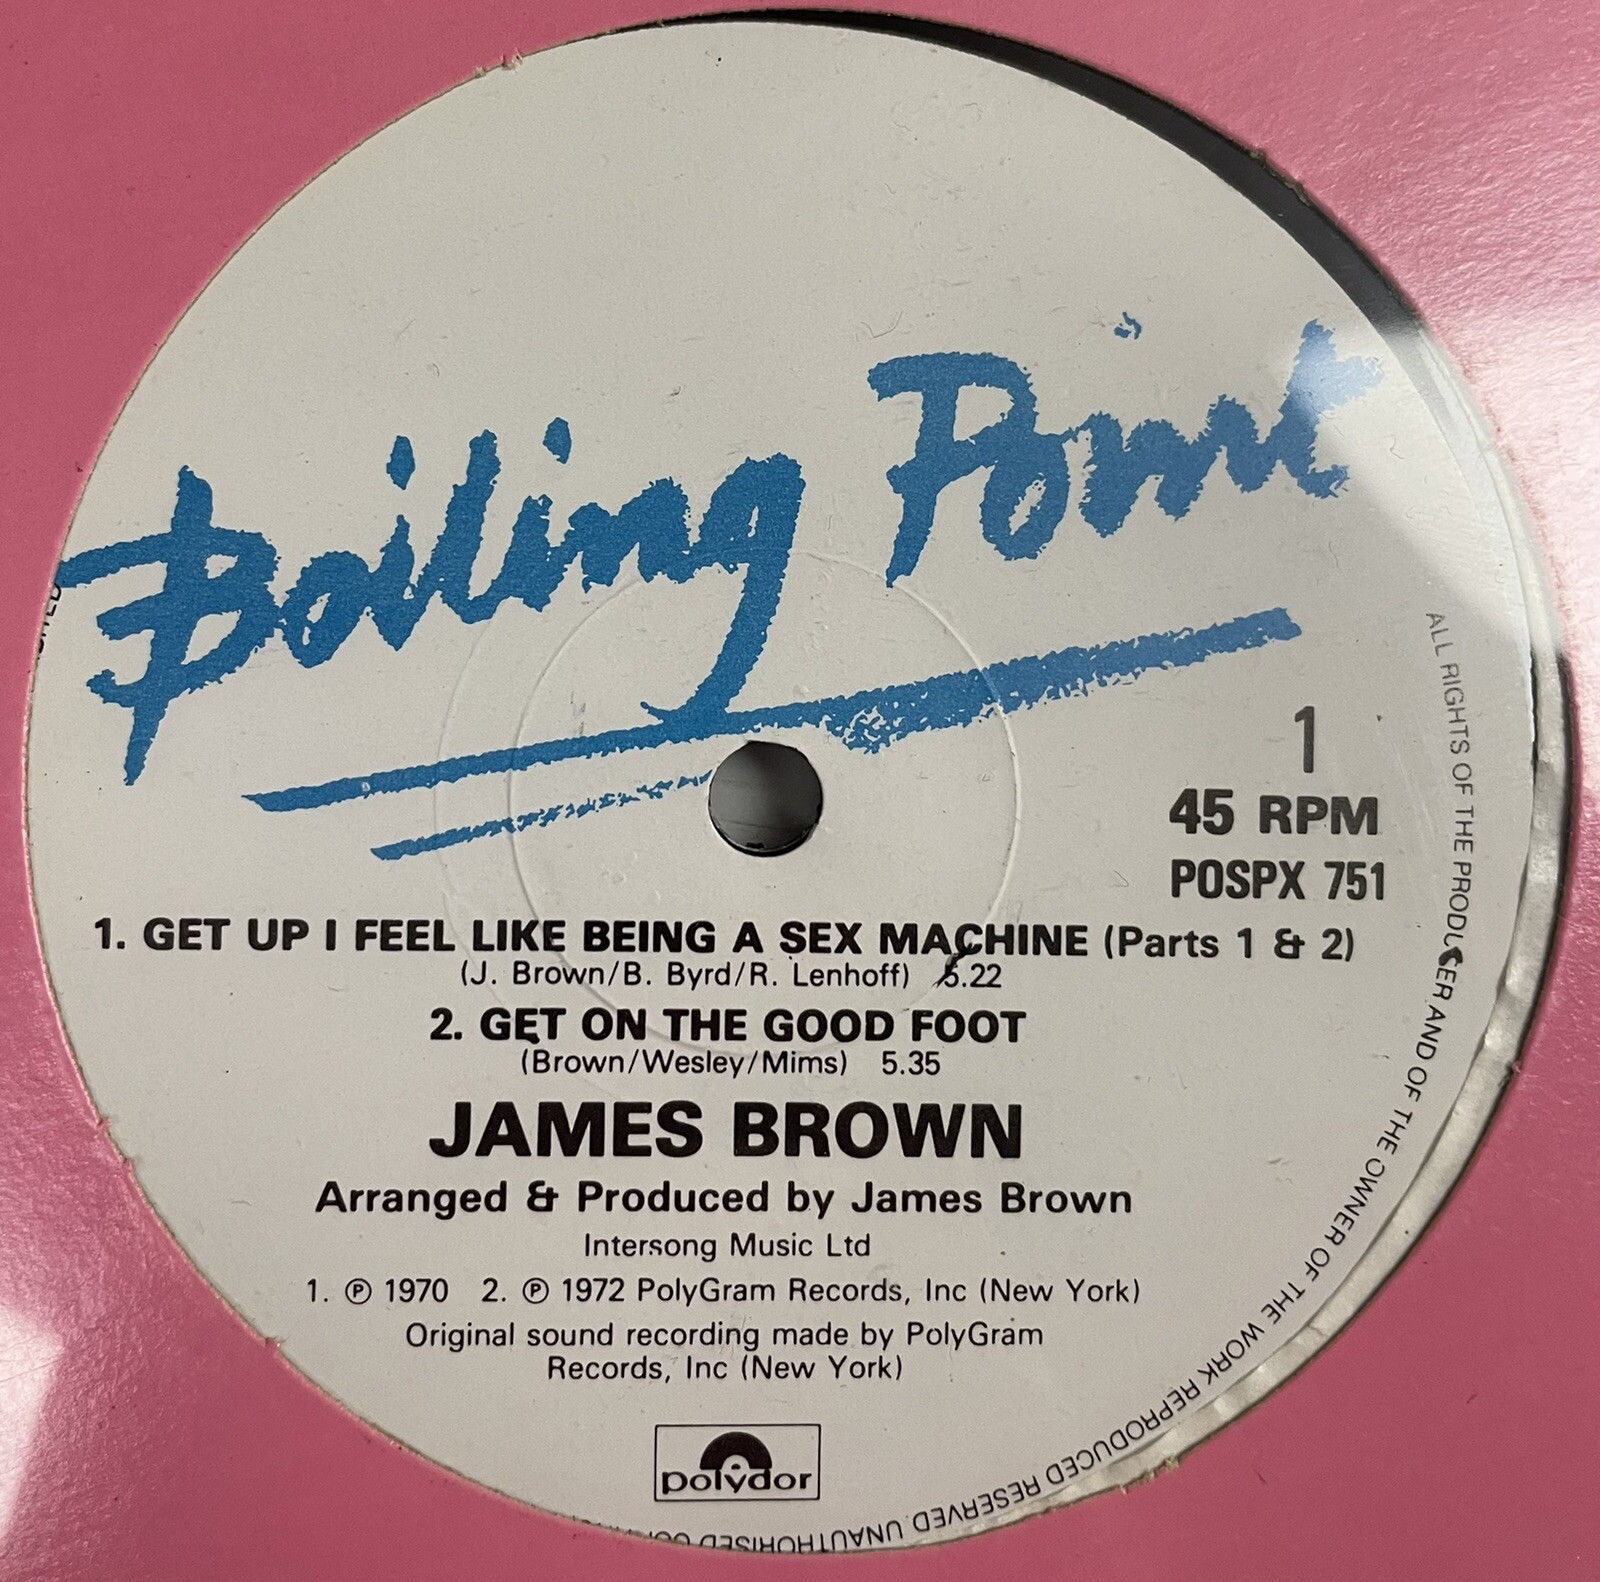 Boiling Point
1
45 RPM
POSPX 751
1. GET UP I FEEL LIKE BEING A SEX MACHINE (Parts 1 & 2)
(J. Brown/B. Byrd/R. Lenhoff) 5.22
2. GET ON THE GOOD FOOT
(Brown/Wesley/Mims) 5.35
JAMES BROWN
Arranged & Produced by James Brown
Intersong Music Ltd
1. ℗ 1970 2. ℗ 1972 PolyGram Records, Inc (New York)
Original sound recording made by PolyGram
Records, Inc (New York)
polydor
ALL RIGHTS OF THE PRODUCER AND OF THE OWNER OF THE WORK REPRODUCED RESERVED UNAUTHORISED